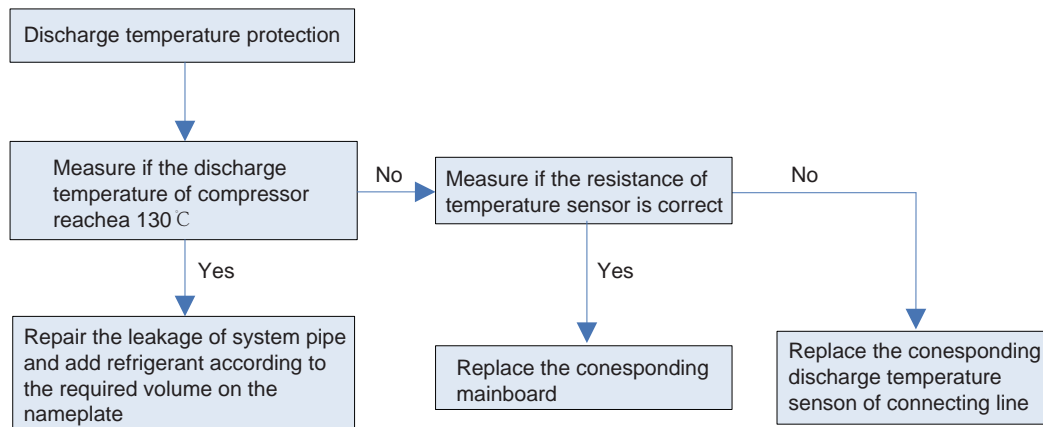 Discharge temperature protection
Measure if the discharge
temperature of compressor
reachea 130℃
No
Measure if the resistance of
temperature sensor is correct
No
Yes
Yes
Repair the leakage of system pipe
and add refrigerant according to
the required volume on the
nameplate
Replace the conesponding
mainboard
Replace the conesponding
discharge temperature
senson of connecting line